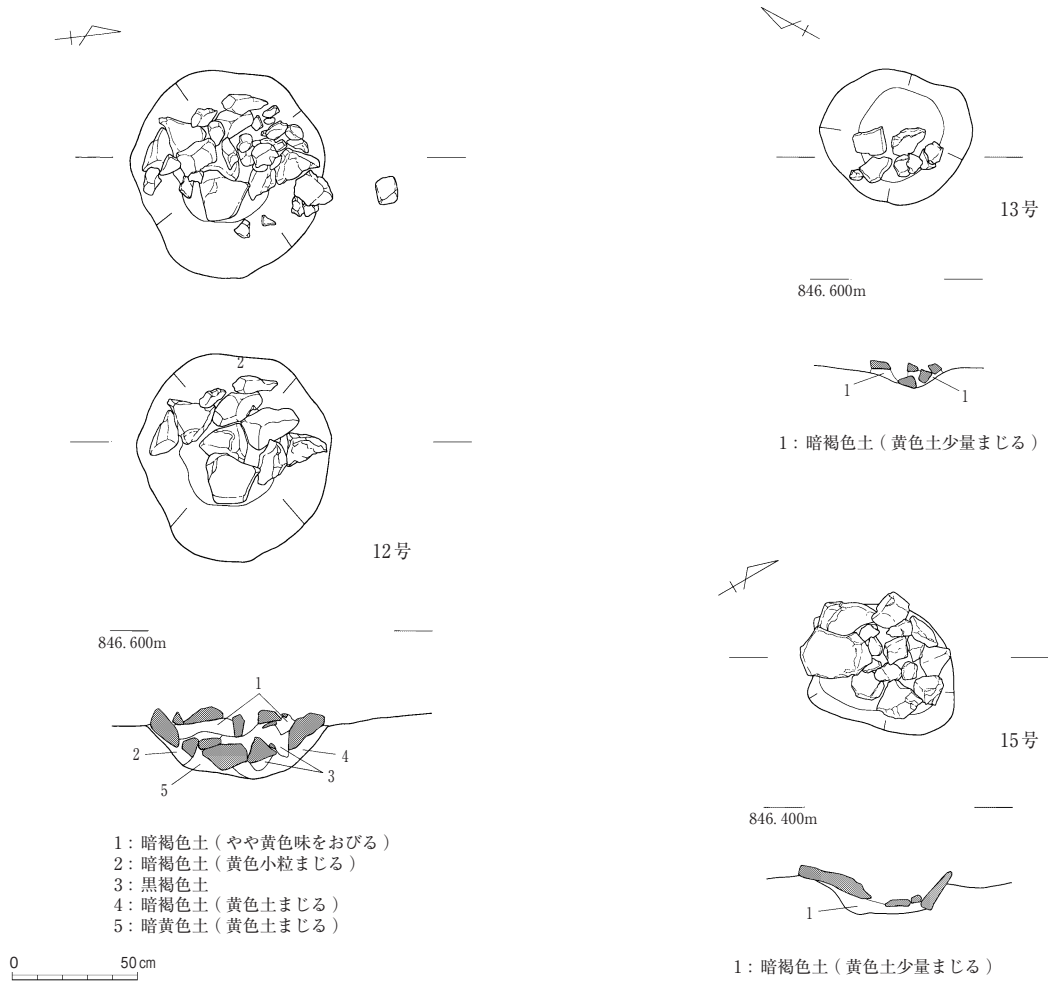 2
12号
846.600m
1
2
4
3
5
1：暗褐色土（やや黄色味をおびる）
2：暗褐色土（黄色小粒まじる）
3：黒褐色土
4：暗褐色土（黄色土まじる）
5：暗黄色土（黄色土まじる）
0 50cm
13号
846.600m
1 1
1：暗褐色土（黄色土少量まじる）
15号
846.400m
1
1：暗褐色土（黄色土少量まじる）